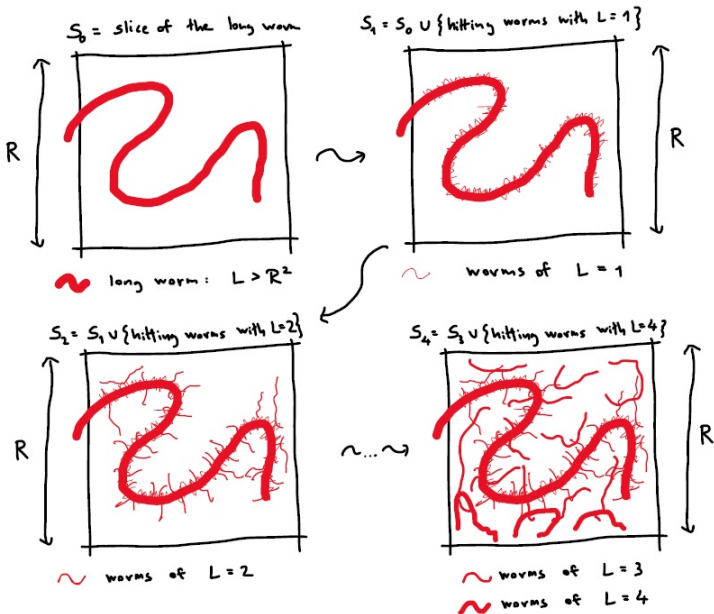 S₀ = slice of the long worm
R
long worm : L > R²
S₁ = S₀ ∪ {hitting worms with L = 1}
R
worms of L = 1
S₂ = S₁ ∪ {hitting worms with L=2}
R
worms of L = 2
S₄ = S₃ ∪ {hitting worms with L=4}
R
worms of L = 3
worms of L = 4